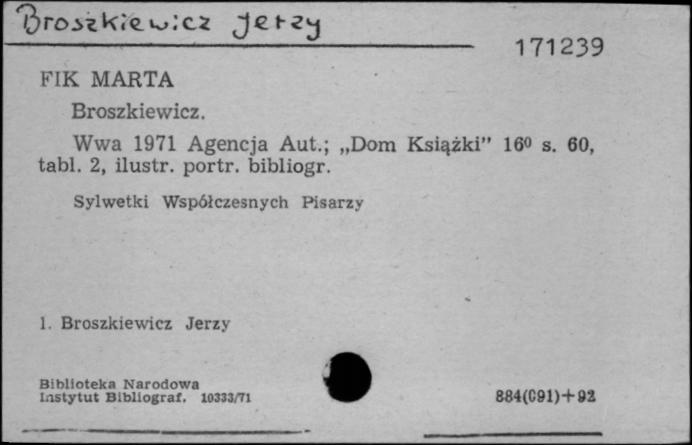 Broszkiewicz Jerzy
171239
FIK MARTA
Broszkiewicz.
Wwa 1971 Agencja Aut.; „Dom Książki” 16⁰ s. 60,
tabl. 2, ilustr. portr. bibliogr.
Sylwetki Współczesnych Pisarzy
1. Broszkiewicz Jerzy
Biblioteka Narodowa
Instytut Bibliograf. 10333/71
884(091)+92